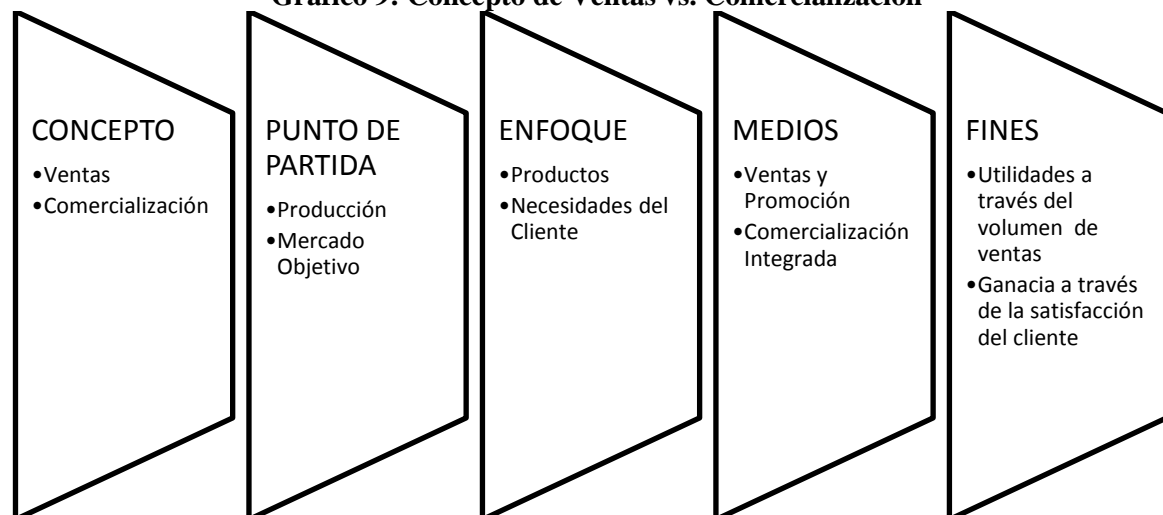 Gráfico 9: Concepto de Ventas vs. Comercialización
CONCEPTO
•Ventas
•Comercialización
PUNTO DE
PARTIDA
•Producción
•Mercado
Objetivo
ENFOQUE
•Productos
•Necesidades del
Cliente
MEDIOS
•Ventas y
Promoción
•Comercialización
Integrada
FINES
•Utilidades a
través del
volumen de
ventas
•Ganacia a través
de la satisfacción
del cliente